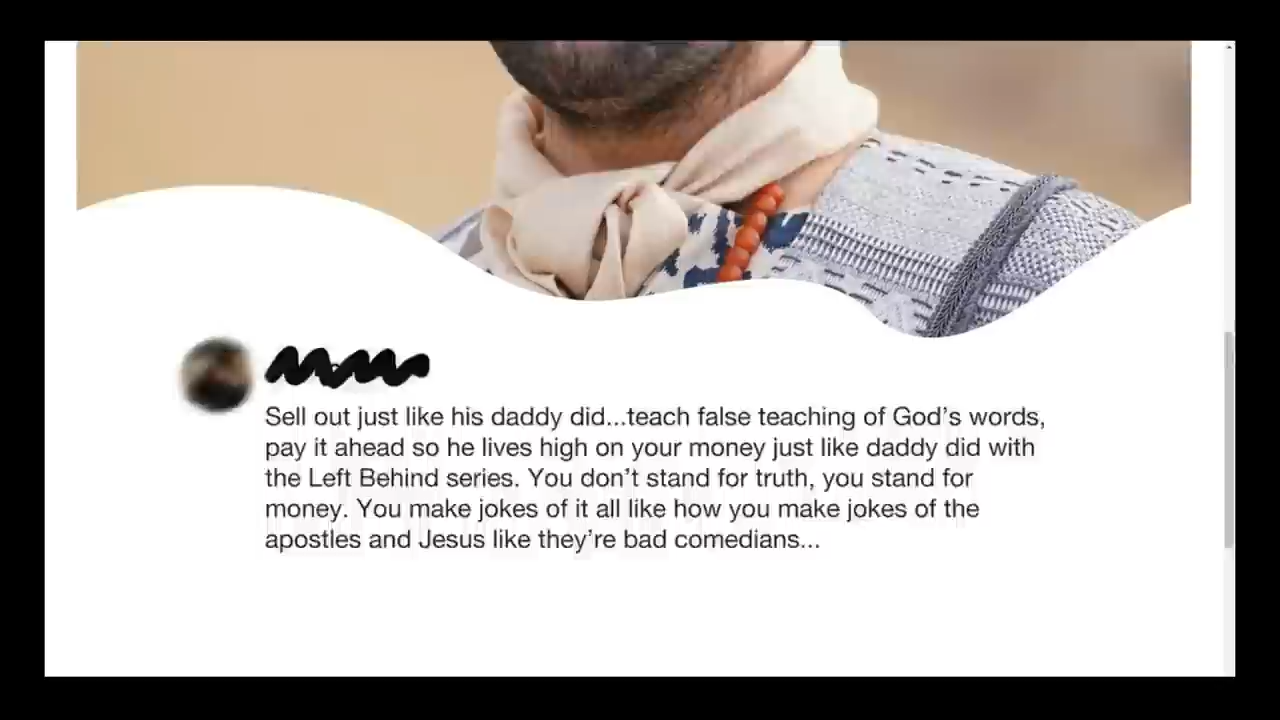 Sell out just like his daddy did...teach false teaching of God's words,
pay it ahead so he lives high on your money just like daddy did with
the Left Behind series. You don't stand for truth, you stand for
money. You make jokes of it all like how you make jokes of the
apostles and Jesus like they're bad comedians...